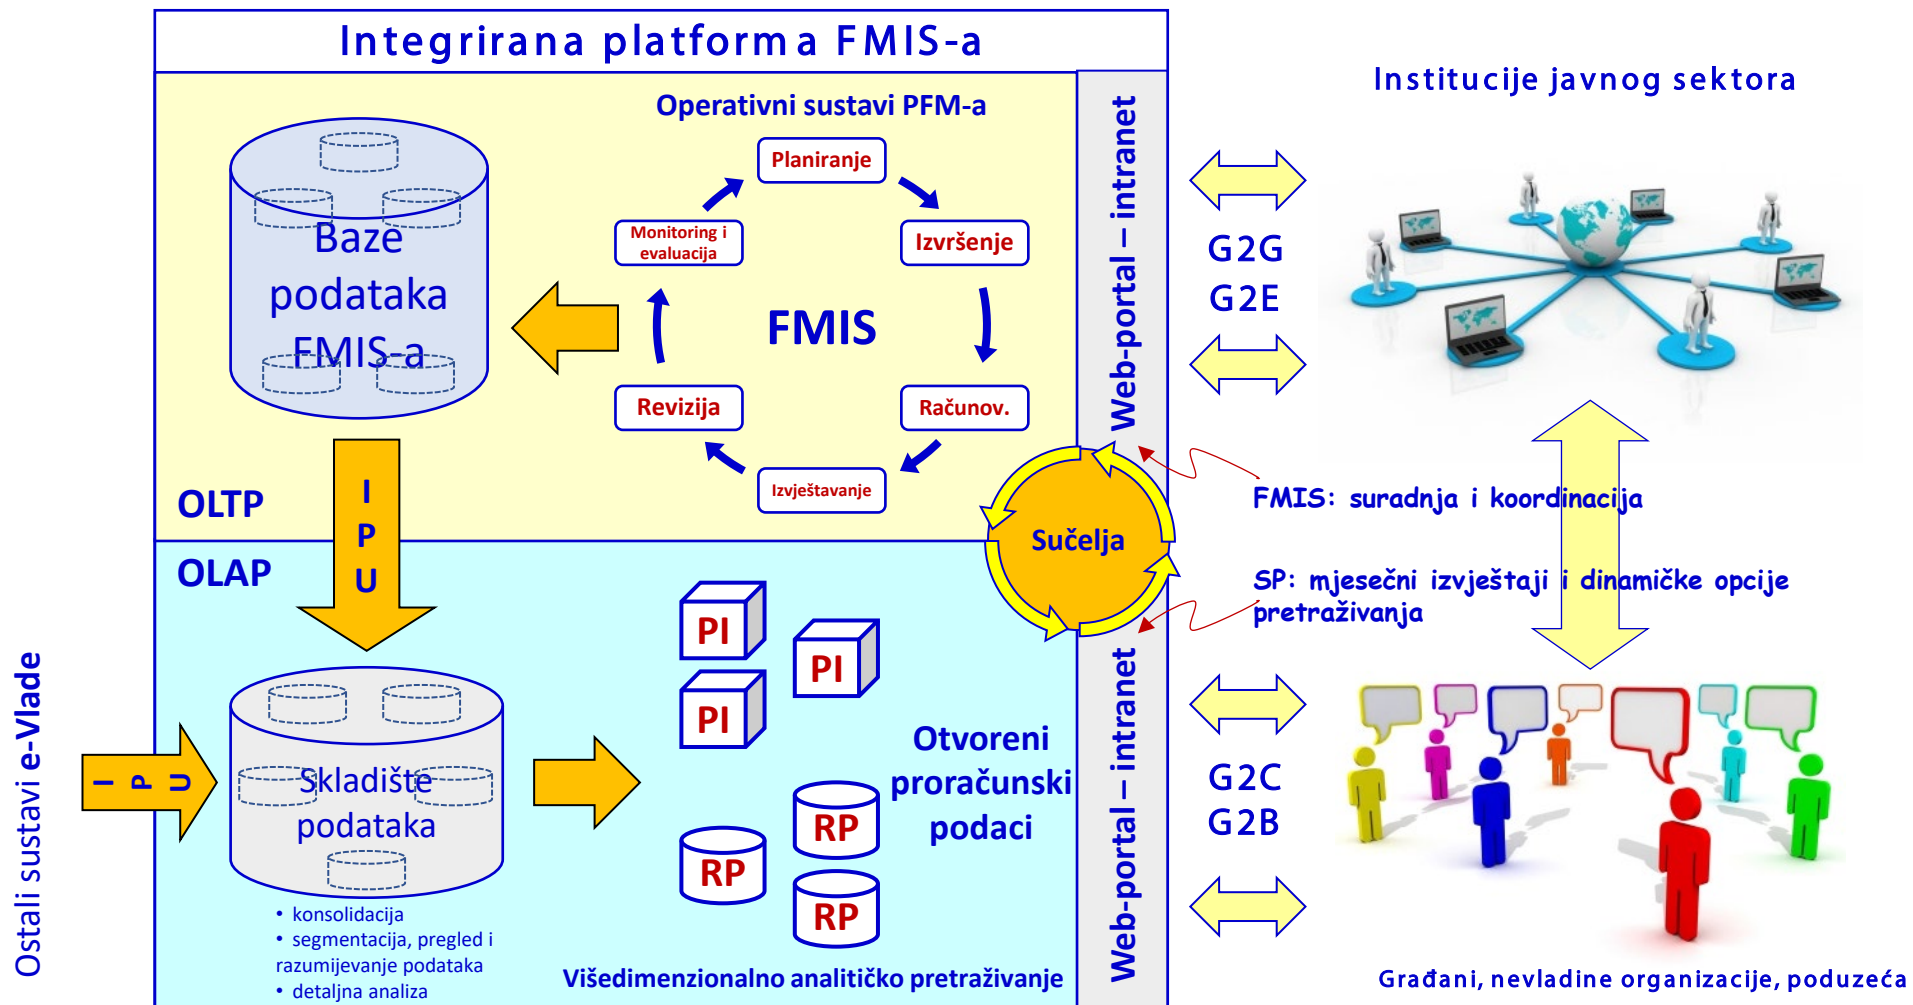 Integrirana platforma FMIS-a
Operativni sustavi PFM-a
Planiranje
Izvršenje
Računov.
Izvještavanje
Revizija
Monitoring i
evaluacija
FMIS
Baze
podataka
FMIS-a
OLTP
I
P
U
OLAP
Ostali sustavi e-Vlade
I P U
Skladište
podataka
• konsolidacija
• segmentacija, pregled i
razumijevanje podataka
• detaljna analiza
PI
PI
PI
RP
RP
RP
Otvoreni
proračunski
podaci
Višedimenzionalno analitičko pretraživanje
Sučelja
Web-portal – intranet
Web-portal – intranet
G2G
G2E
G2C
G2B
Institucije javnog sektora
FMIS: suradnja i koordinacija
SP: mjesečni izvještaji i dinamičke opcije
pretraživanja
Građani, nevladine organizacije, poduzeća